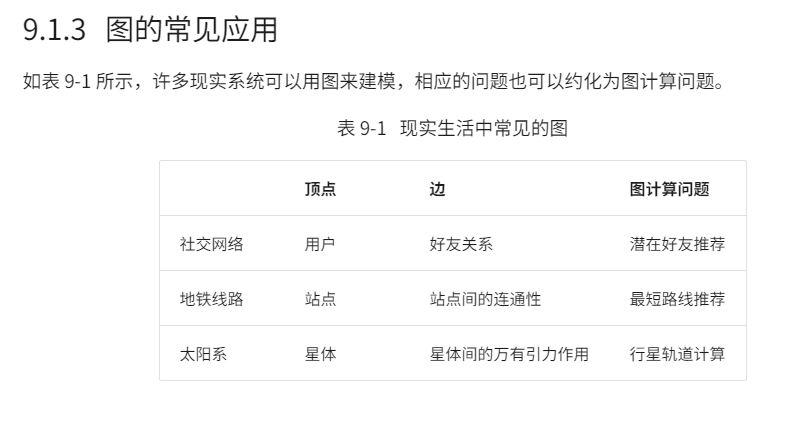 9.1.3 图的常见应用
如表 9-1 所示，许多现实系统可以用图来建模，相应的问题也可以约化为图计算问题。
表 9-1 现实生活中常见的图
顶点 边 图计算问题
社交网络 用户 好友关系 潜在好友推荐
地铁线路 站点 站点间的连通性 最短路线推荐
太阳系 星体 星体间的万有引力作用 行星轨道计算